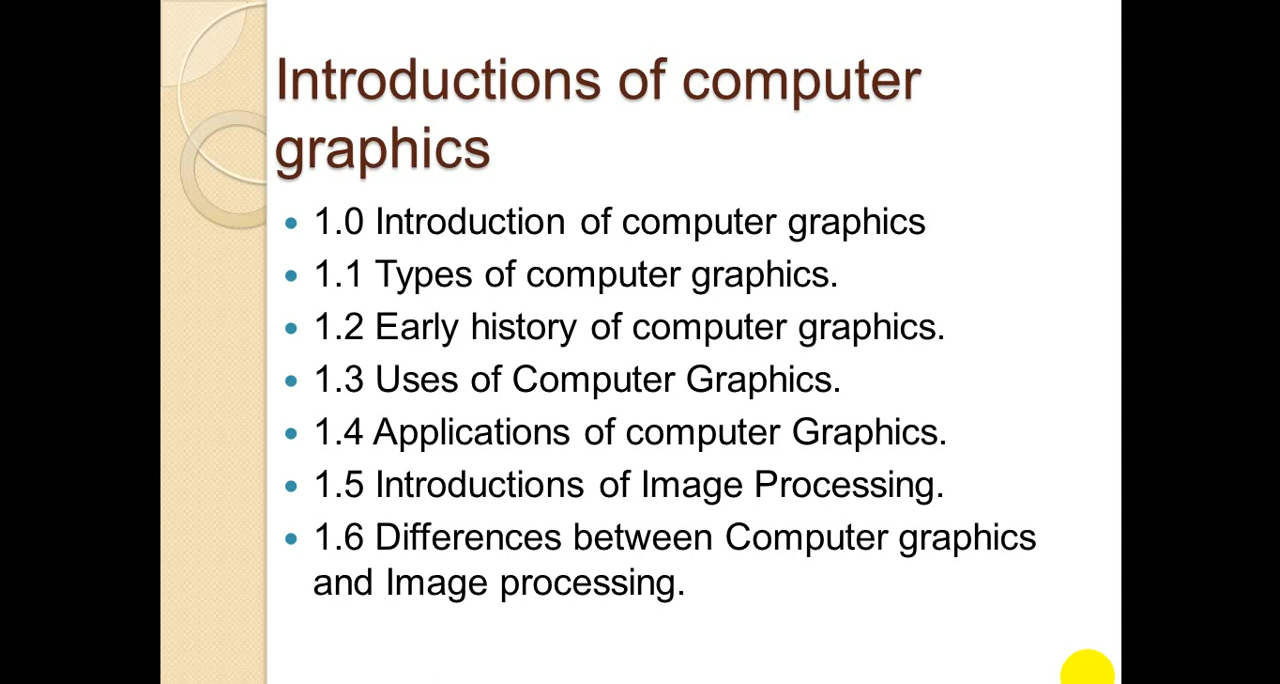 Introductions of computer
graphics
• 1.0 Introduction of computer graphics
• 1.1 Types of computer graphics.
• 1.2 Early history of computer graphics.
• 1.3 Uses of Computer Graphics.
• 1.4 Applications of computer Graphics.
• 1.5 Introductions of Image Processing.
• 1.6 Differences between Computer graphics
and Image processing.